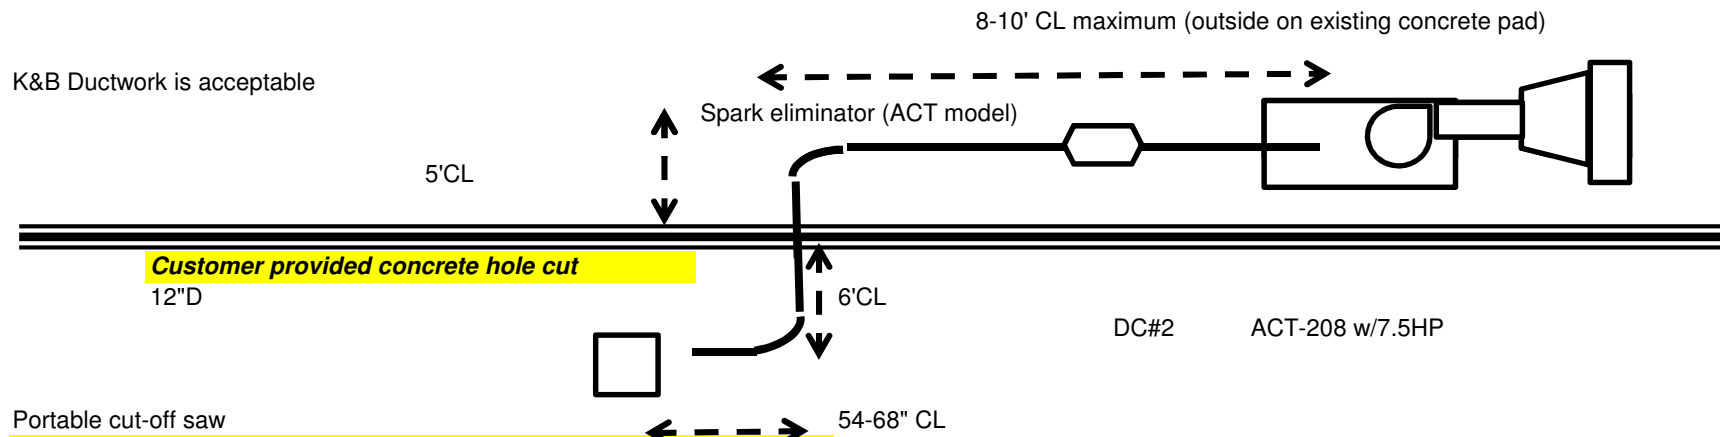 8-10' CL maximum (outside on existing concrete pad)
K&B Ductwork is acceptable
Spark eliminator (ACT model)
5'CL
Customer provided concrete hole cut
12"D
6'CL
DC#2 ACT-208 w/7.5HP
Portable cut-off saw
54-68" CL